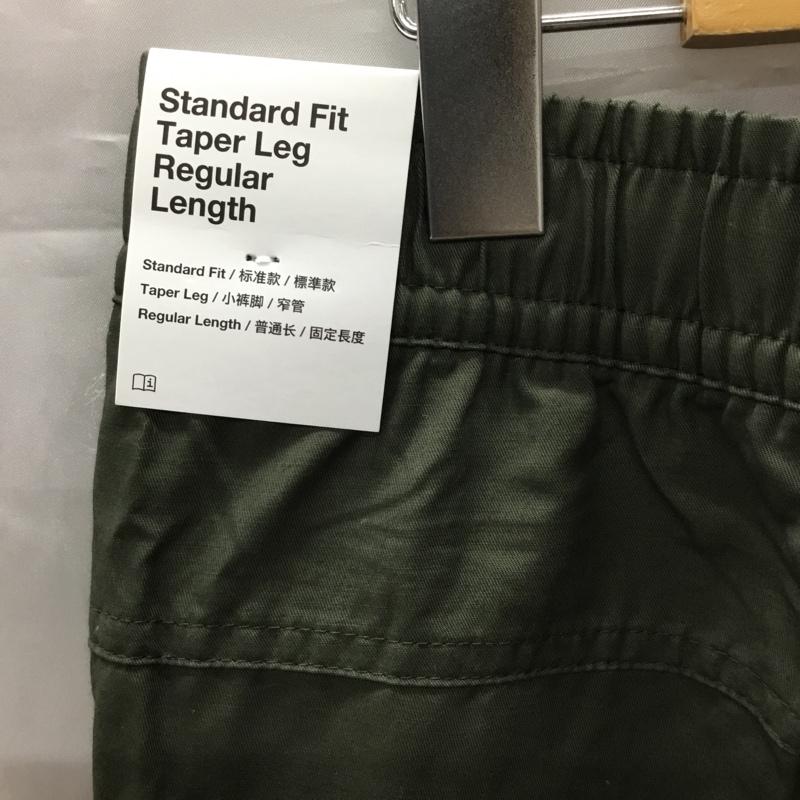 Standard Fit
Taper Leg
Regular
Length
Standard Fit / 标准款 / 標準款
Taper Leg / 小裤脚 / 窄管
Regular Length / 普通长 / 固定長度
i